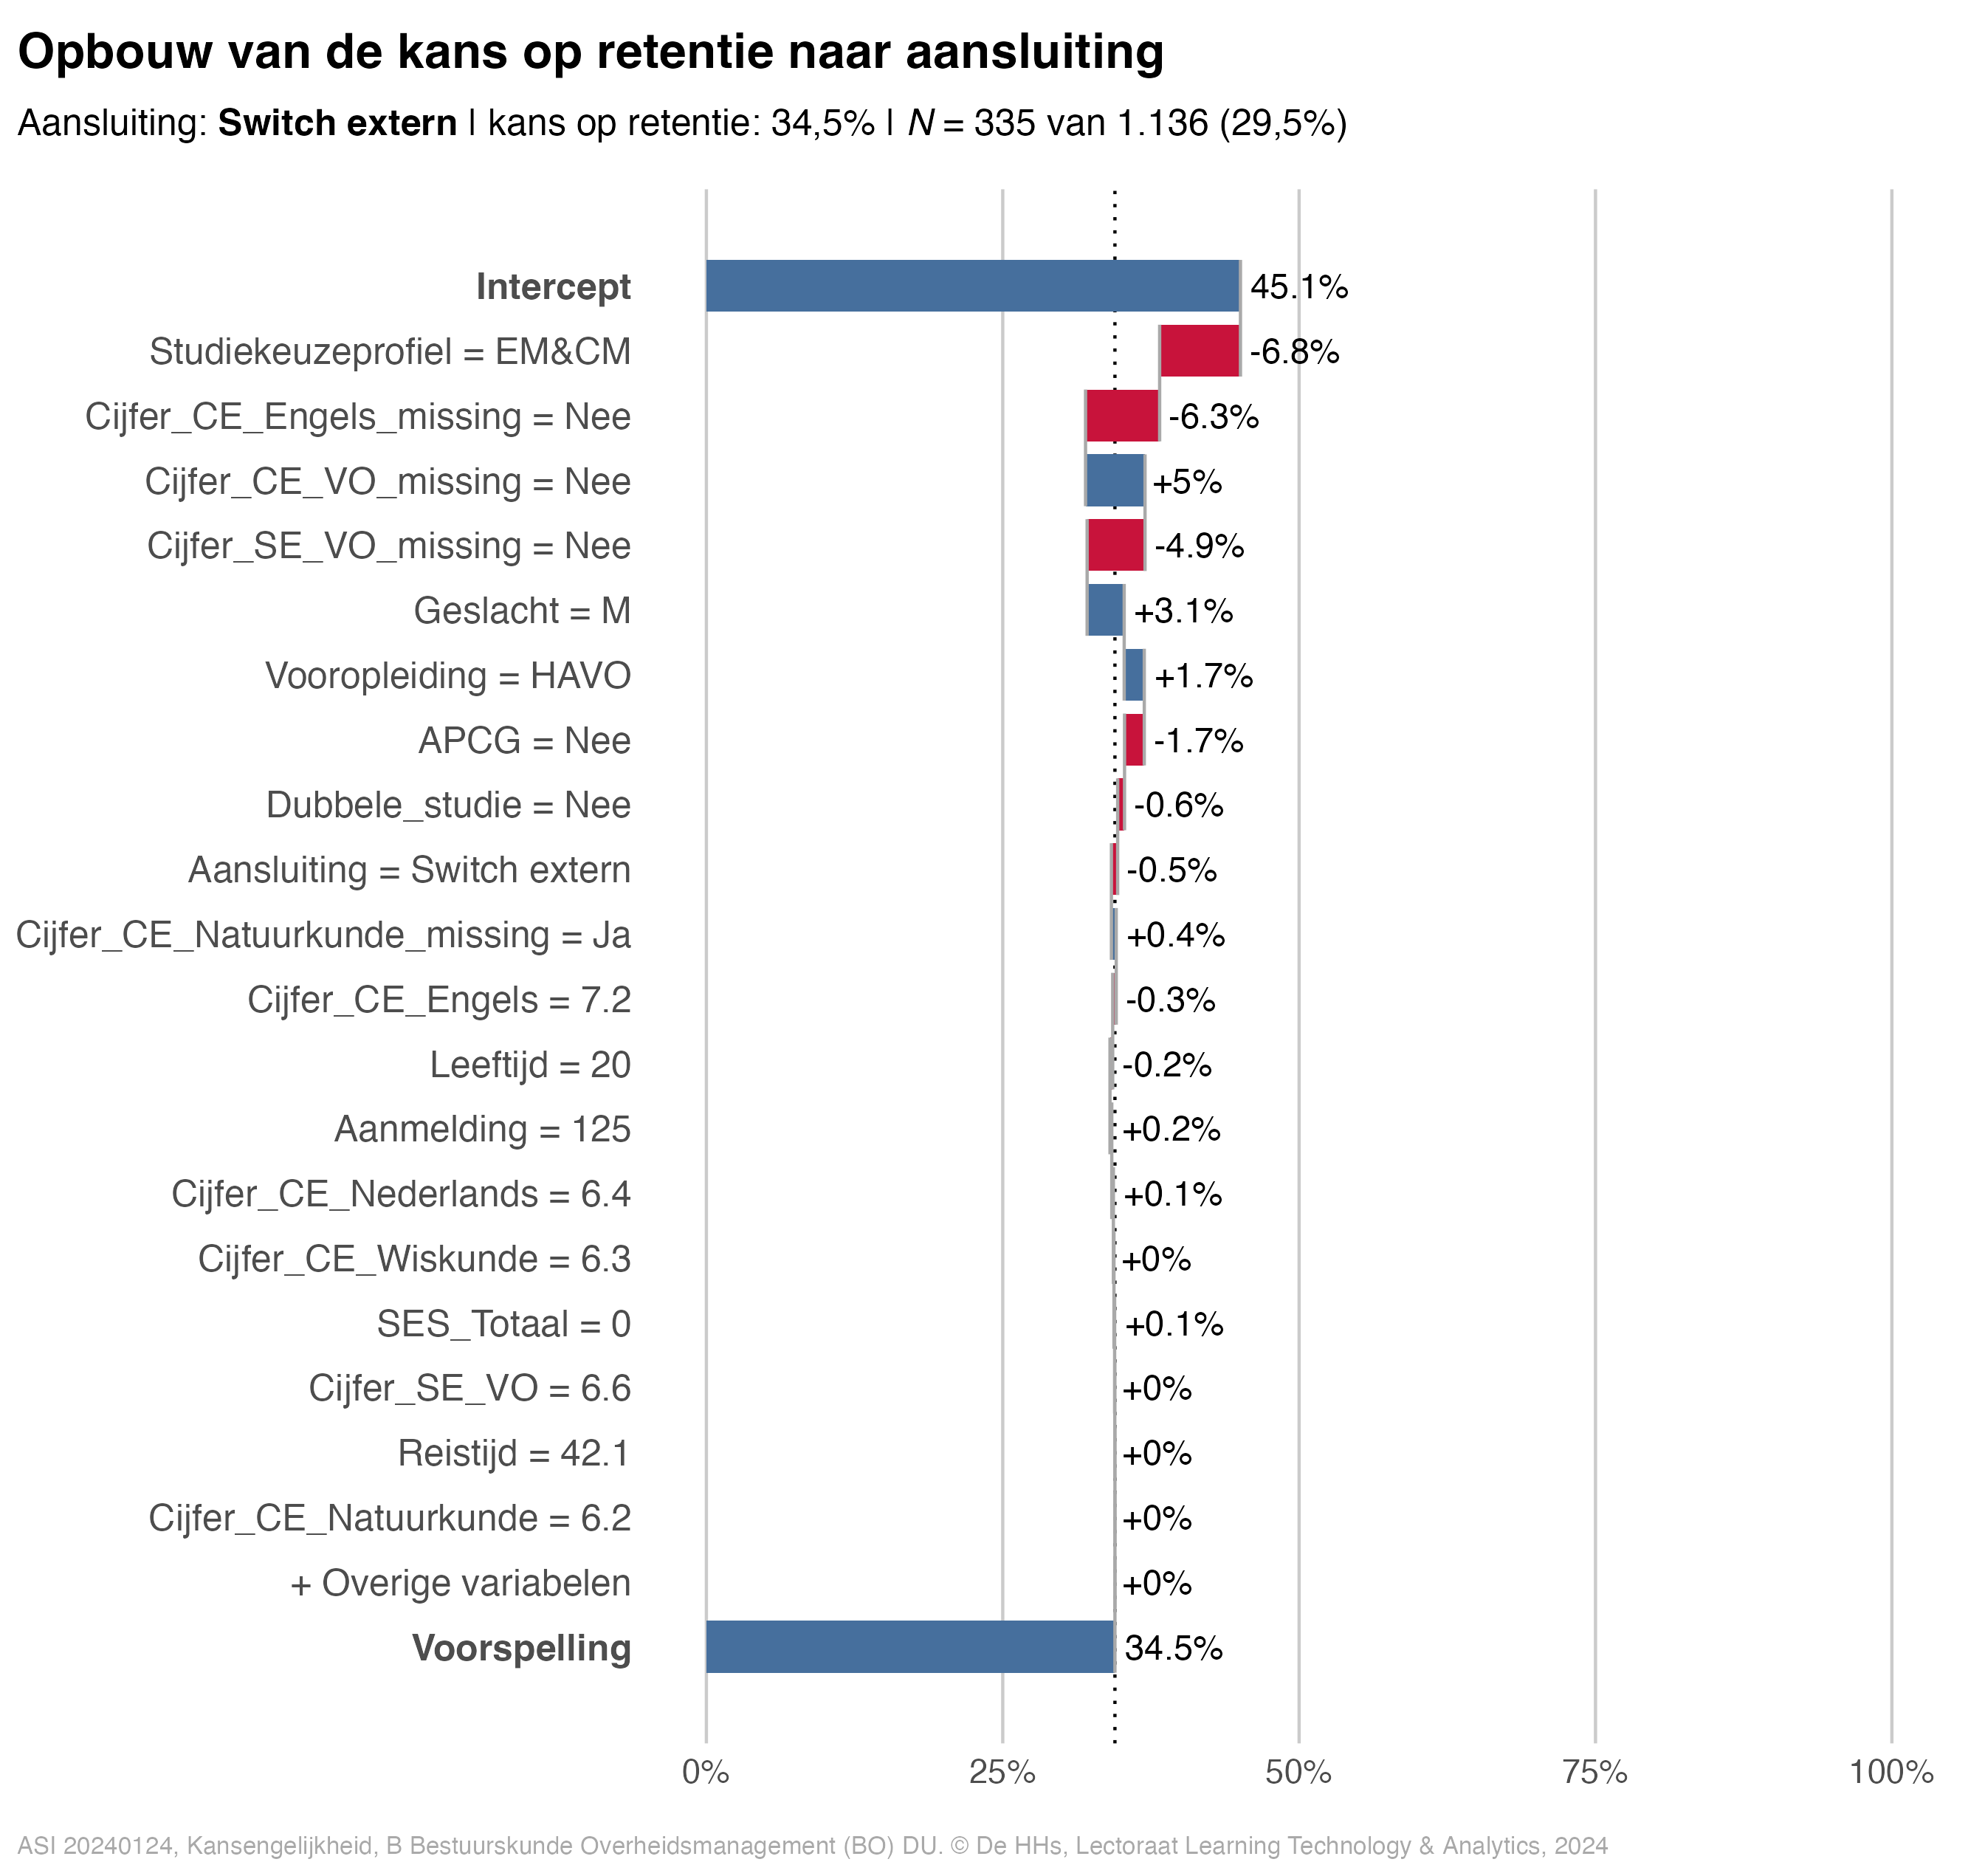 Opbouw van de kans op retentie naar aansluiting
Aansluiting: Switch extern | kans op retentie: 34,5% | N = 335 van 1.136 (29,5%)
Intercept 45.1%
Studiekeuzeprofiel = EM&CM -6.8%
Cijfer_CE_Engels_missing = Nee -6.3%
Cijfer_CE_VO_missing = Nee +5%
Cijfer_SE_VO_missing = Nee -4.9%
Geslacht = M +3.1%
Vooropleiding = HAVO +1.7%
APCG = Nee -1.7%
Dubbele_studie = Nee -0.6%
Aansluiting = Switch extern -0.5%
Cijfer_CE_Natuurkunde_missing = Ja +0.4%
Cijfer_CE_Engels = 7.2 -0.3%
Leeftijd = 20 -0.2%
Aanmelding = 125 +0.2%
Cijfer_CE_Nederlands = 6.4 +0.1%
Cijfer_CE_Wiskunde = 6.3 +0%
SES_Totaal = 0 +0.1%
Cijfer_SE_VO = 6.6 +0%
Reistijd = 42.1 +0%
Cijfer_CE_Natuurkunde = 6.2 +0%
+ Overige variabelen +0%
Voorspelling 34.5%
0% 25% 50% 75% 100%
ASI 20240124, Kansengelijkheid, B Bestuurskunde Overheidsmanagement (BO) DU. © De HHs, Lectoraat Learning Technology & Analytics, 2024